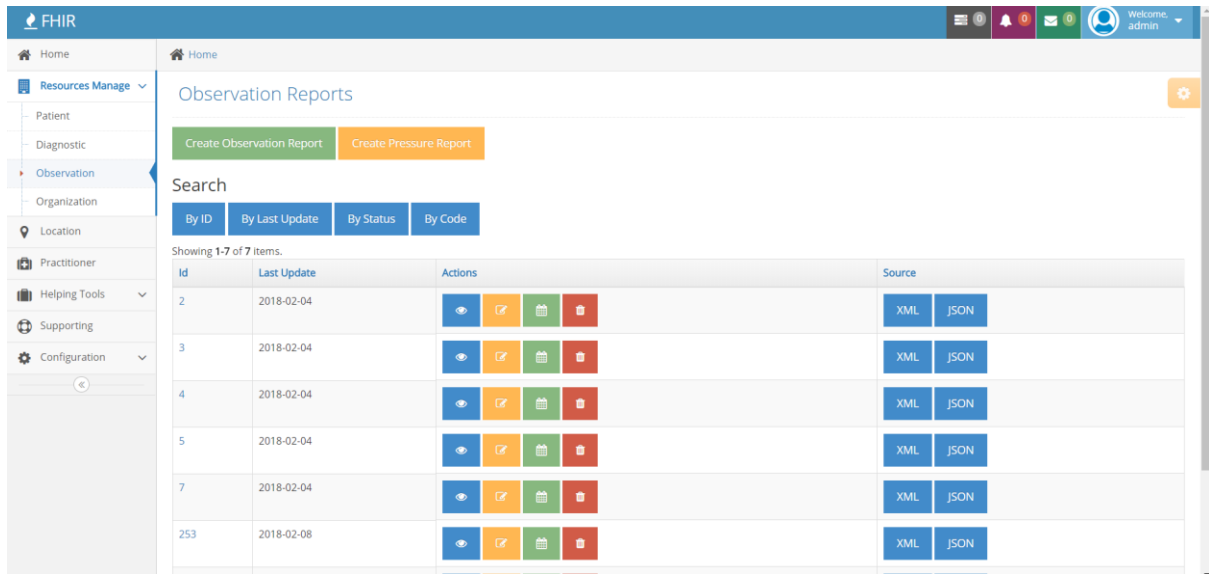 FHIR
0
0
0
Welcome,
admin
Home
Resources Manage
Patient
Diagnostic
Observation
Organization
Location
Practitioner
Helping Tools
Supporting
Configuration
Home
Observation Reports
Create Observation Report Create Pressure Report
Search
By ID By Last Update By Status By Code
Showing 1-7 of 7 items.
Id Last Update Actions Source
2 2018-02-04 XML JSON
3 2018-02-04 XML JSON
4 2018-02-04 XML JSON
5 2018-02-04 XML JSON
7 2018-02-04 XML JSON
253 2018-02-08 XML JSON